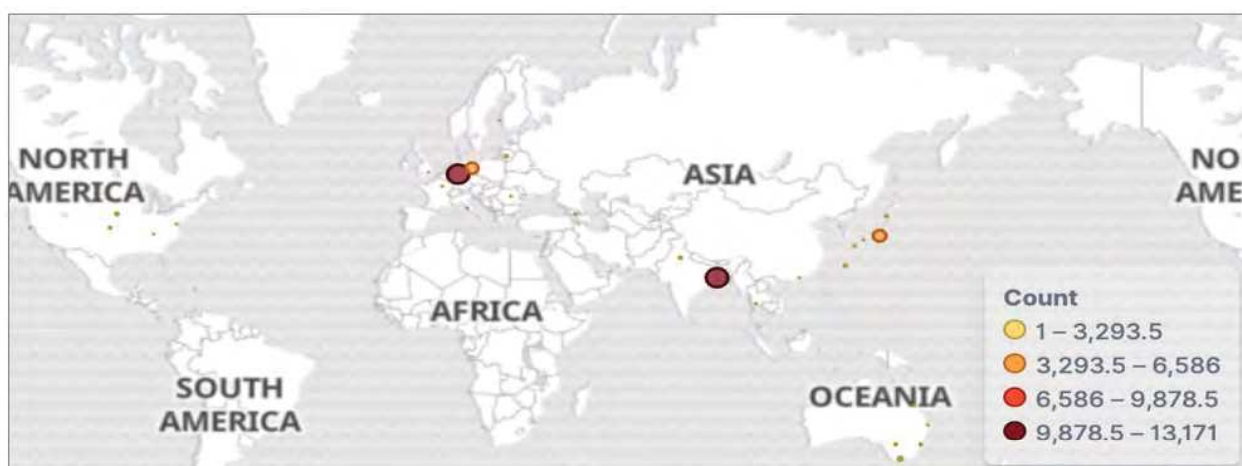 NORTH
AMERICA
ASIA
NO
AME
AFRICA
SOUTH
AMERICA
OCEANIA
Count
1 – 3,293.5
3,293.5 – 6,586
6,586 – 9,878.5
9,878.5 – 13,171